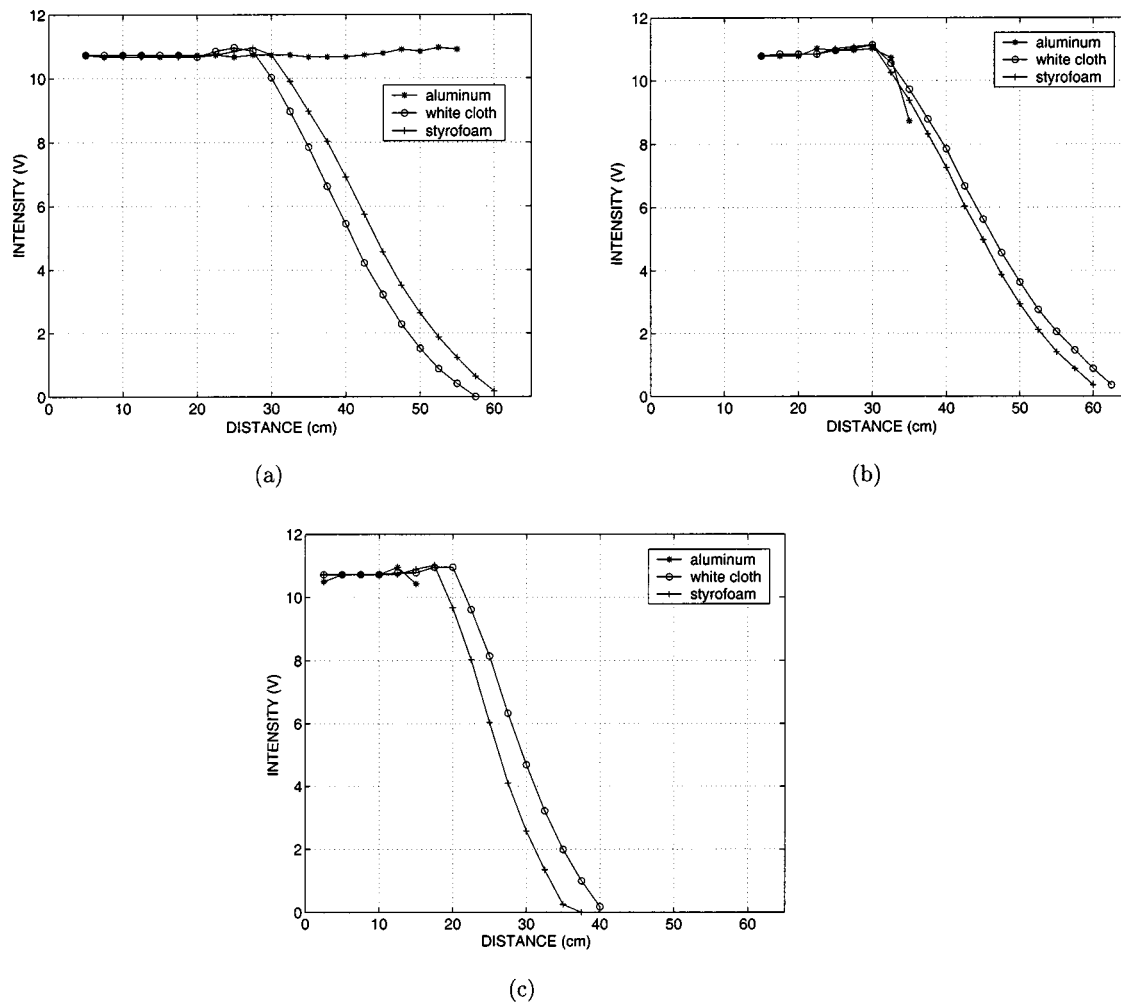 12
10
8
6
4
2
0
INTENSITY (V)
0 10 20 30 40 50 60
DISTANCE (cm)
aluminum
white cloth
styrofoam
(a)
12
10
8
6
4
2
0
INTENSITY (V)
0 10 20 30 40 50 60
DISTANCE (cm)
aluminum
white cloth
styrofoam
(b)
12
10
8
6
4
2
0
INTENSITY (V)
0 10 20 30 40 50 60
DISTANCE (cm)
aluminum
white cloth
styrofoam
(c)